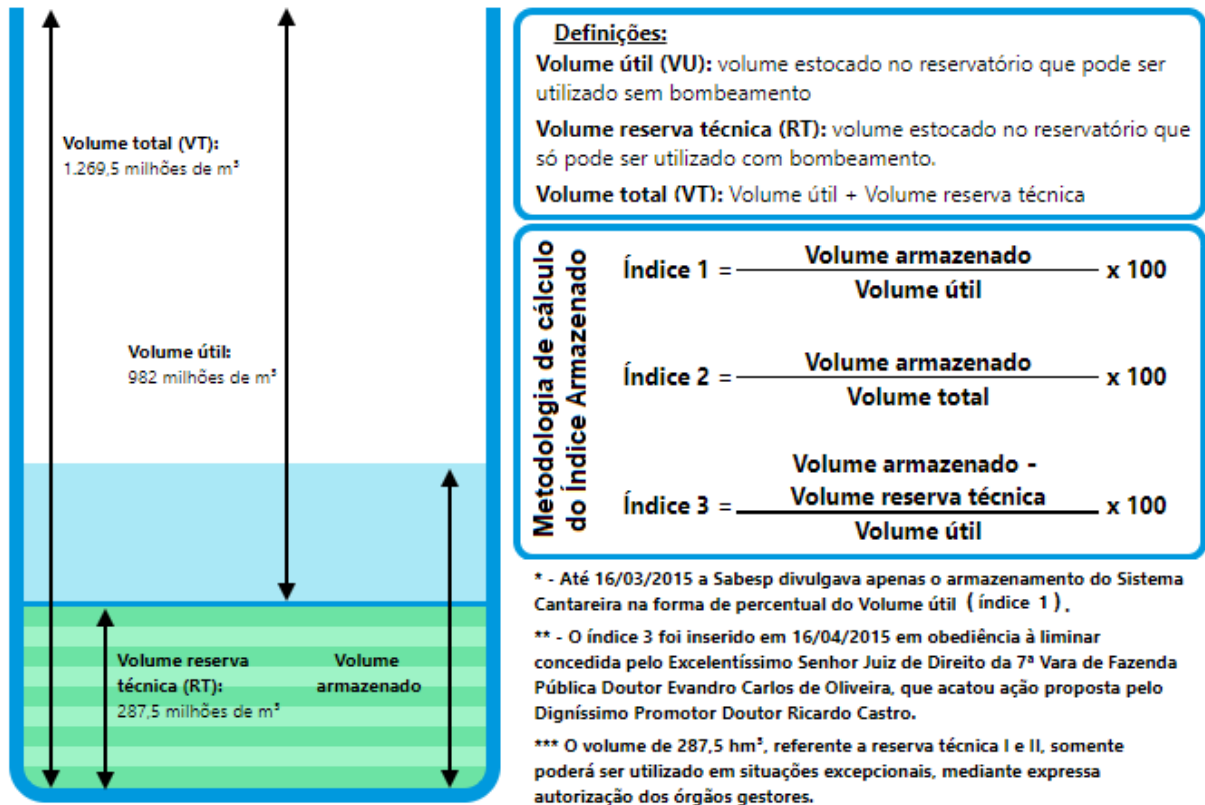 Volume total (VT):
1.269,5 milhões de m³
Volume útil:
982 milhões de m³
Volume reserva
técnica (RT):
287,5 milhões de m³
Volume
armazenado
Definições:
Volume útil (VU): volume estocado no reservatório que pode ser
utilizado sem bombeamento
Volume reserva técnica (RT): volume estocado no reservatório que
só pode ser utilizado com bombeamento.
Volume total (VT): Volume útil + Volume reserva técnica
Metodologia de cálculo
do Índice Armazenado
Índice 1 = Volume armazenado / Volume útil x 100
Índice 2 = Volume armazenado / Volume total x 100
Índice 3 = Volume armazenado - Volume reserva técnica / Volume útil x 100
* - Até 16/03/2015 a Sabesp divulgava apenas o armazenamento do Sistema
Cantareira na forma de percentual do Volume útil ( índice 1 ).
** - O índice 3 foi inserido em 16/04/2015 em obediência à liminar
concedida pelo Excelentíssimo Senhor Juiz de Direito da 7ª Vara de Fazenda
Pública Doutor Evandro Carlos de Oliveira, que acatou ação proposta pelo
Digníssimo Promotor Doutor Ricardo Castro.
*** O volume de 287,5 hm³, referente a reserva técnica I e II, somente
poderá ser utilizado em situações excepcionais, mediante expressa
autorização dos órgãos gestores.